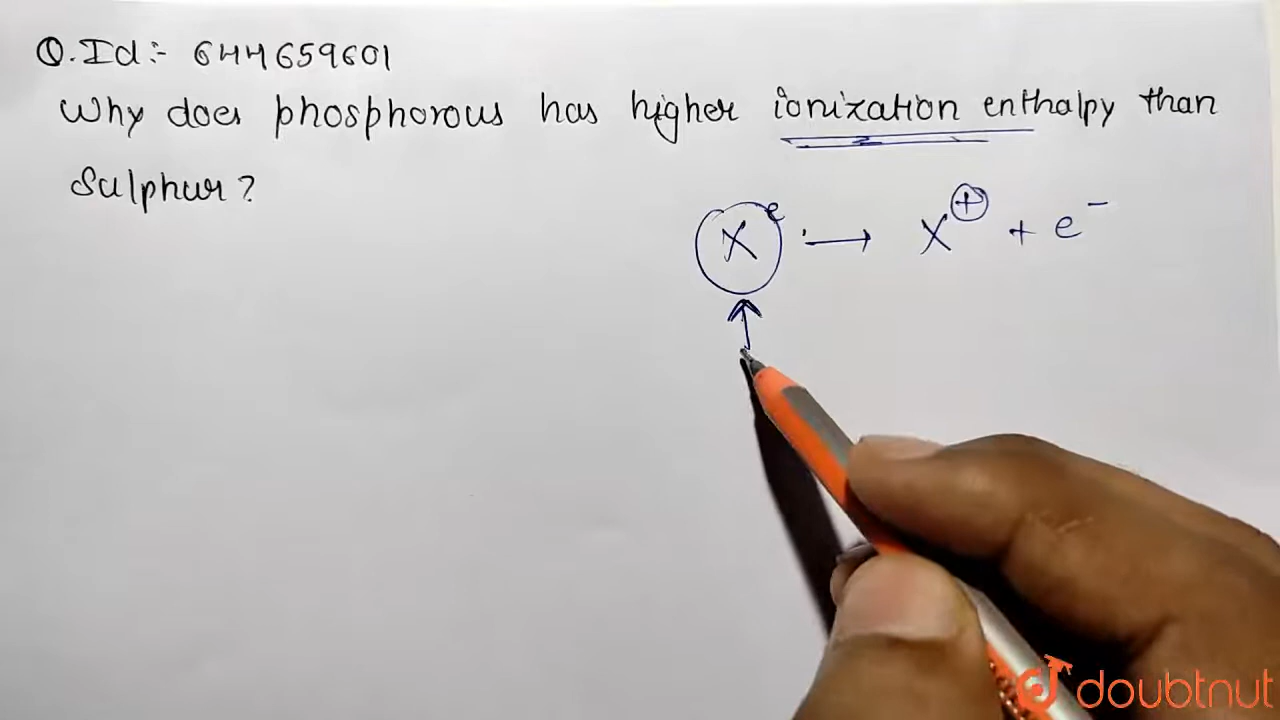 Q.Id:- 644659601
Why does phosphorous has higher ionization enthalpy than
Sulphur?
X e → X⊕ + e⁻
doubtnut